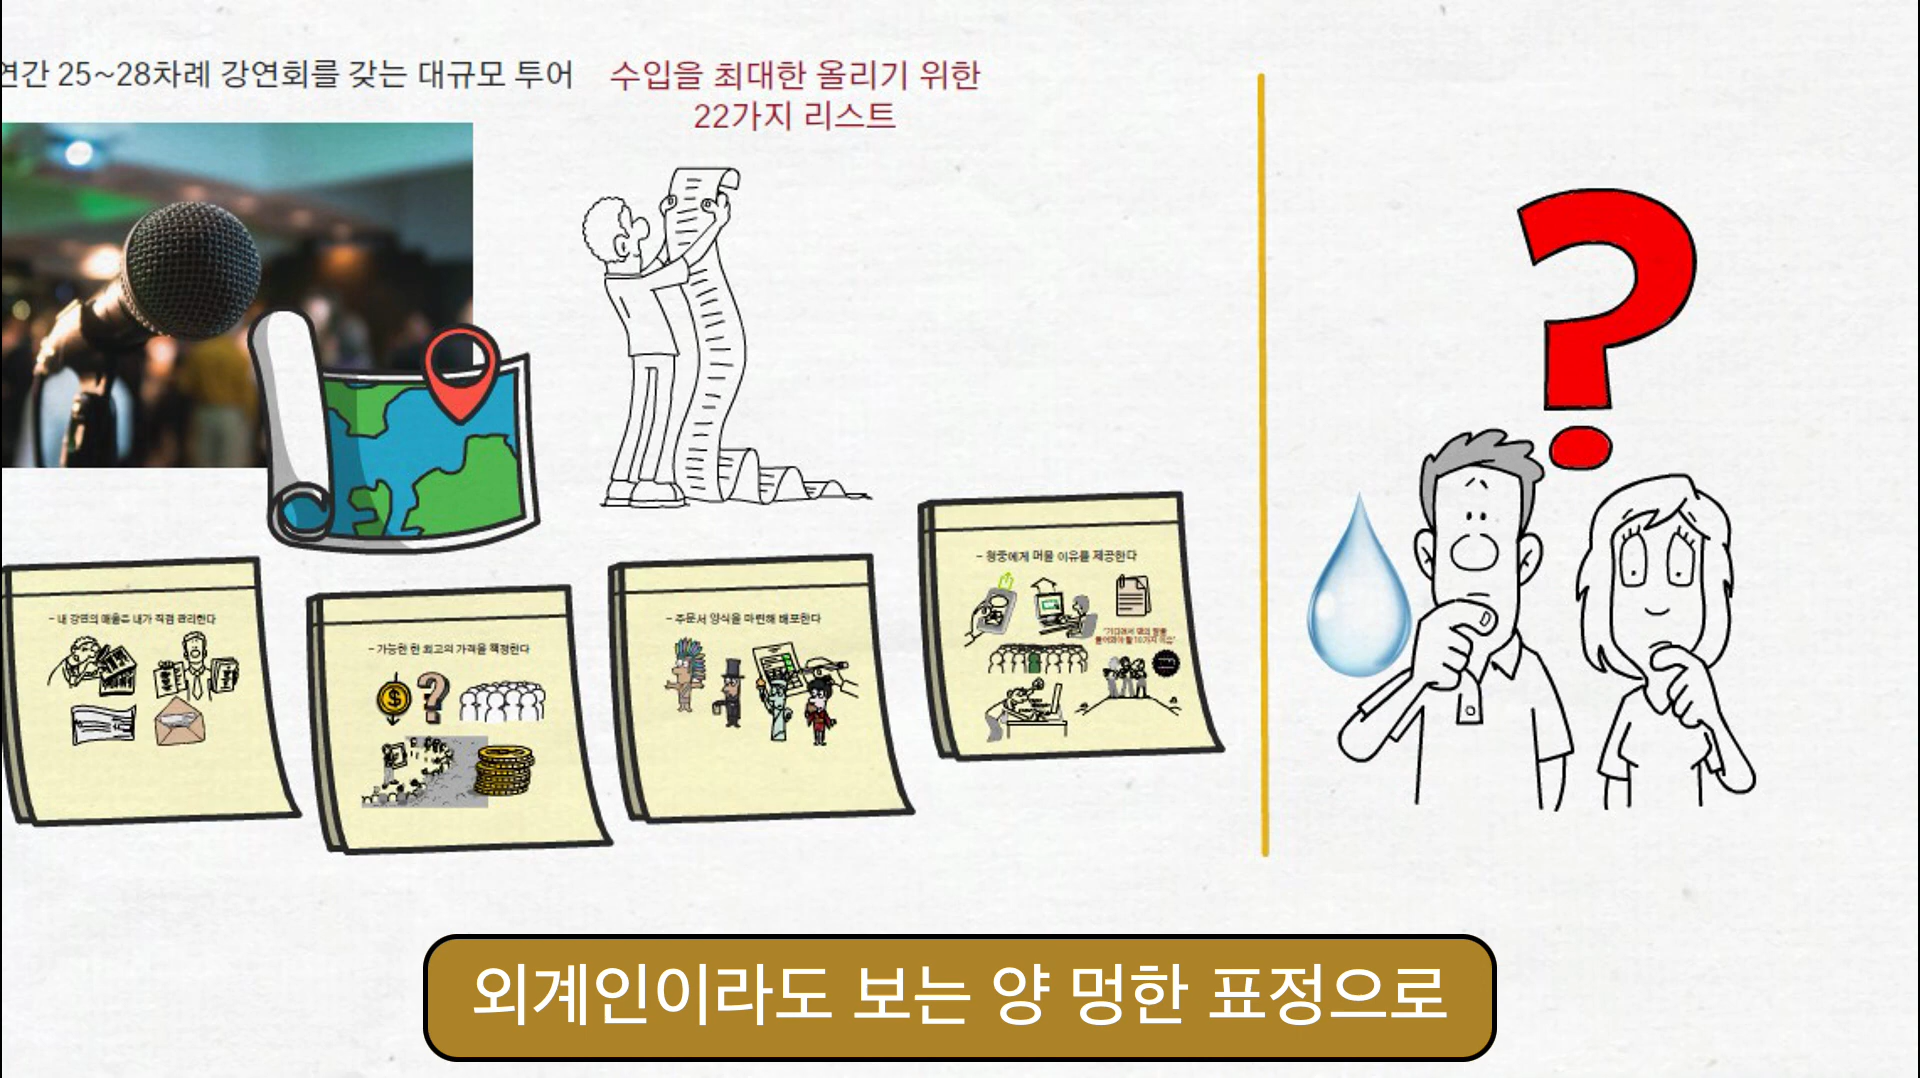 연간 25~28차례 강연회를 갖는 대규모 투어
수입을 최대한 올리기 위한
22가지 리스트
- 청중에게 머물 이유를 제공한다
- 내 강연의 매출은 내가 직접 관리한다
- 주문서 양식을 마련해 배포한다
- 가능한 한 최고의 가격을 책정한다
외계인이라도 보는 양 멍한 표정으로